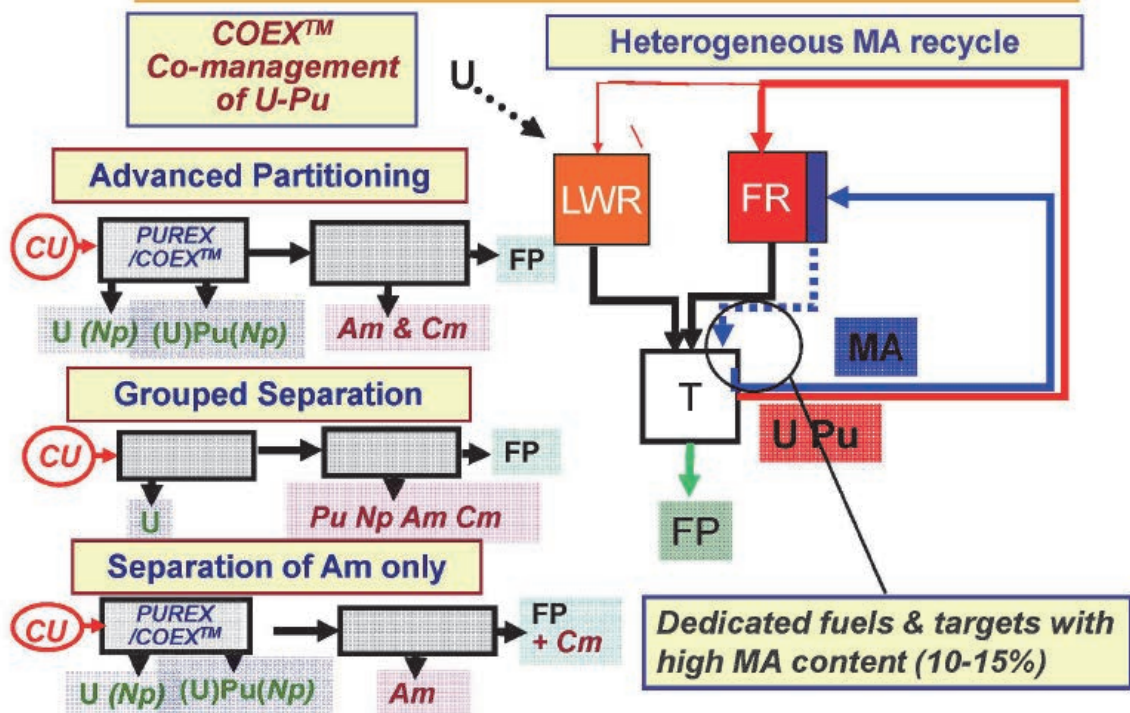 COEX™
Co-management
of U-Pu
Heterogeneous MA recycle
U
Advanced Partitioning
CU
PUREX
/COEX™
FP
U (Np)
(U)Pu(Np)
Am & Cm
Grouped Separation
CU
FP
U
Pu Np Am Cm
Separation of Am only
CU
PUREX
/COEX™
FP
+ Cm
U (Np)
(U)Pu(Np)
Am
LWR
FR
MA
T
U Pu
FP
Dedicated fuels & targets with
high MA content (10-15%)